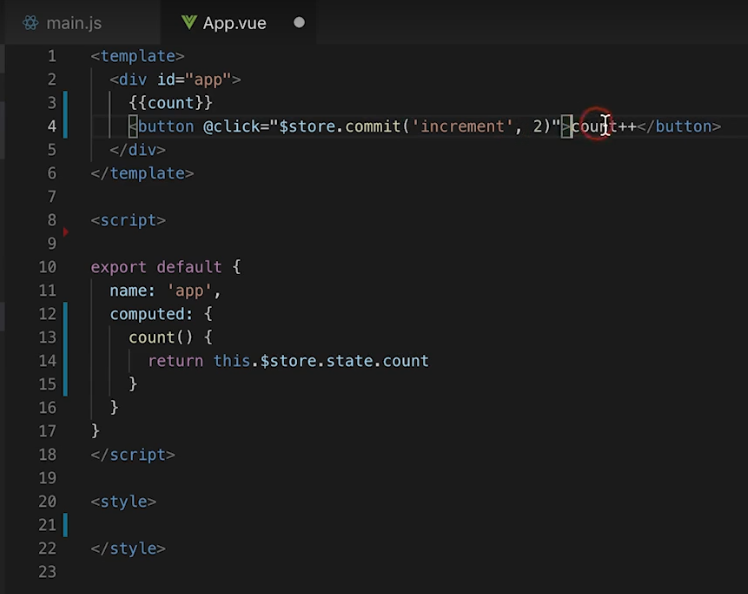 main.js App.vue
1 <template>
2 <div id="app">
3 {{count}}
4 <button @click="$store.commit('increment', 2)">count++</button>
5 </div>
6 </template>
7
8 <script>
9
10 export default {
11 name: 'app',
12 computed: {
13 count() {
14 return this.$store.state.count
15 }
16 }
17 }
18 </script>
19
20 <style>
21
22 </style>
23